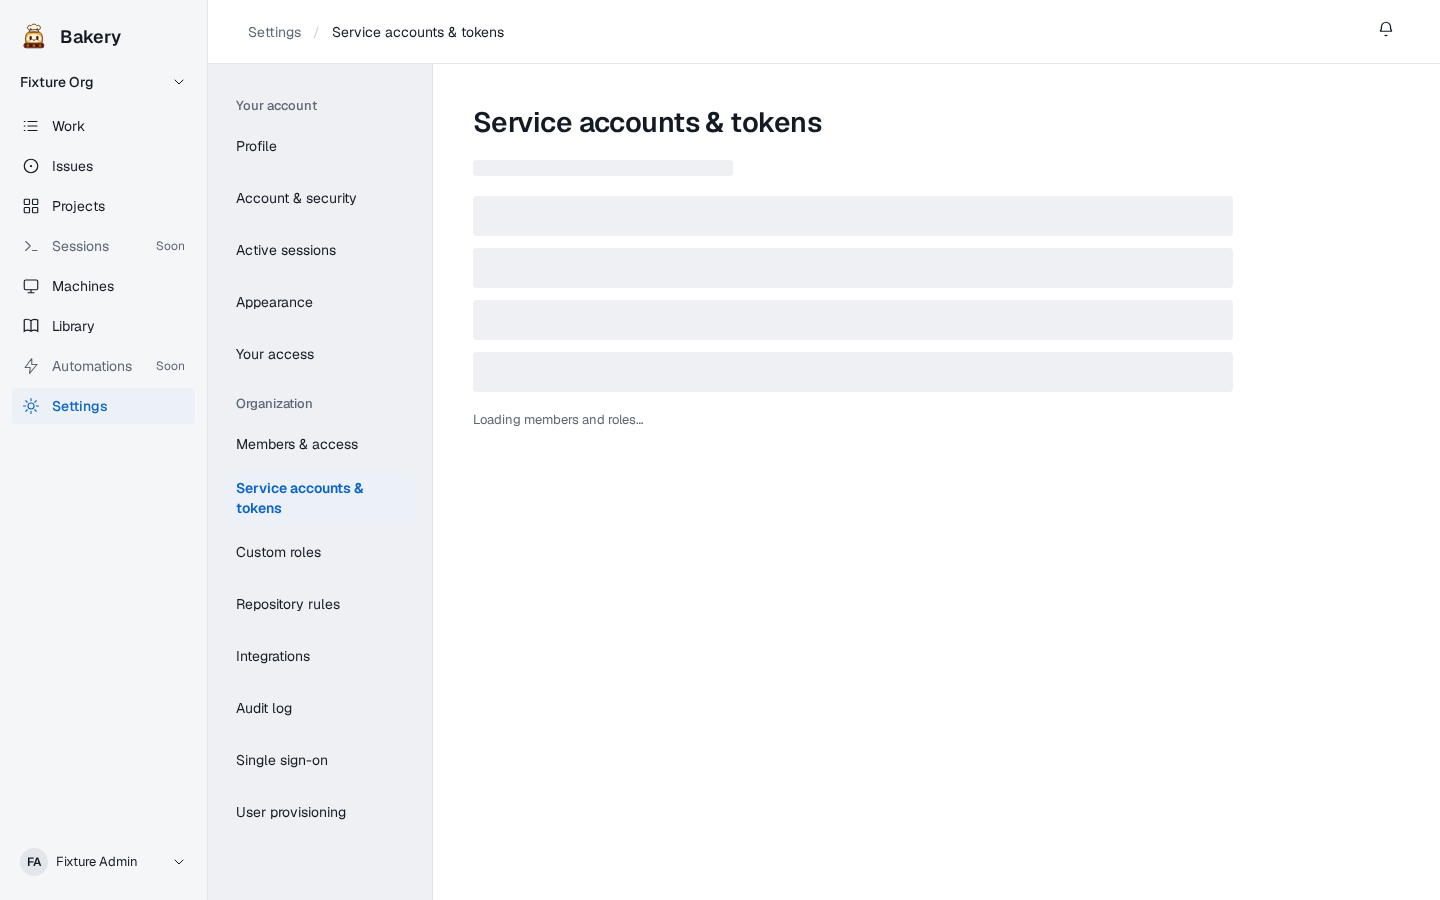 Bakery
Fixture Org
Work
Issues
Projects
Sessions Soon
Machines
Library
Automations Soon
Settings
FA Fixture Admin
Settings / Service accounts & tokens
Your account
Profile
Account & security
Active sessions
Appearance
Your access
Organization
Members & access
Service accounts &
tokens
Custom roles
Repository rules
Integrations
Audit log
Single sign-on
User provisioning
Service accounts & tokens
Loading members and roles…